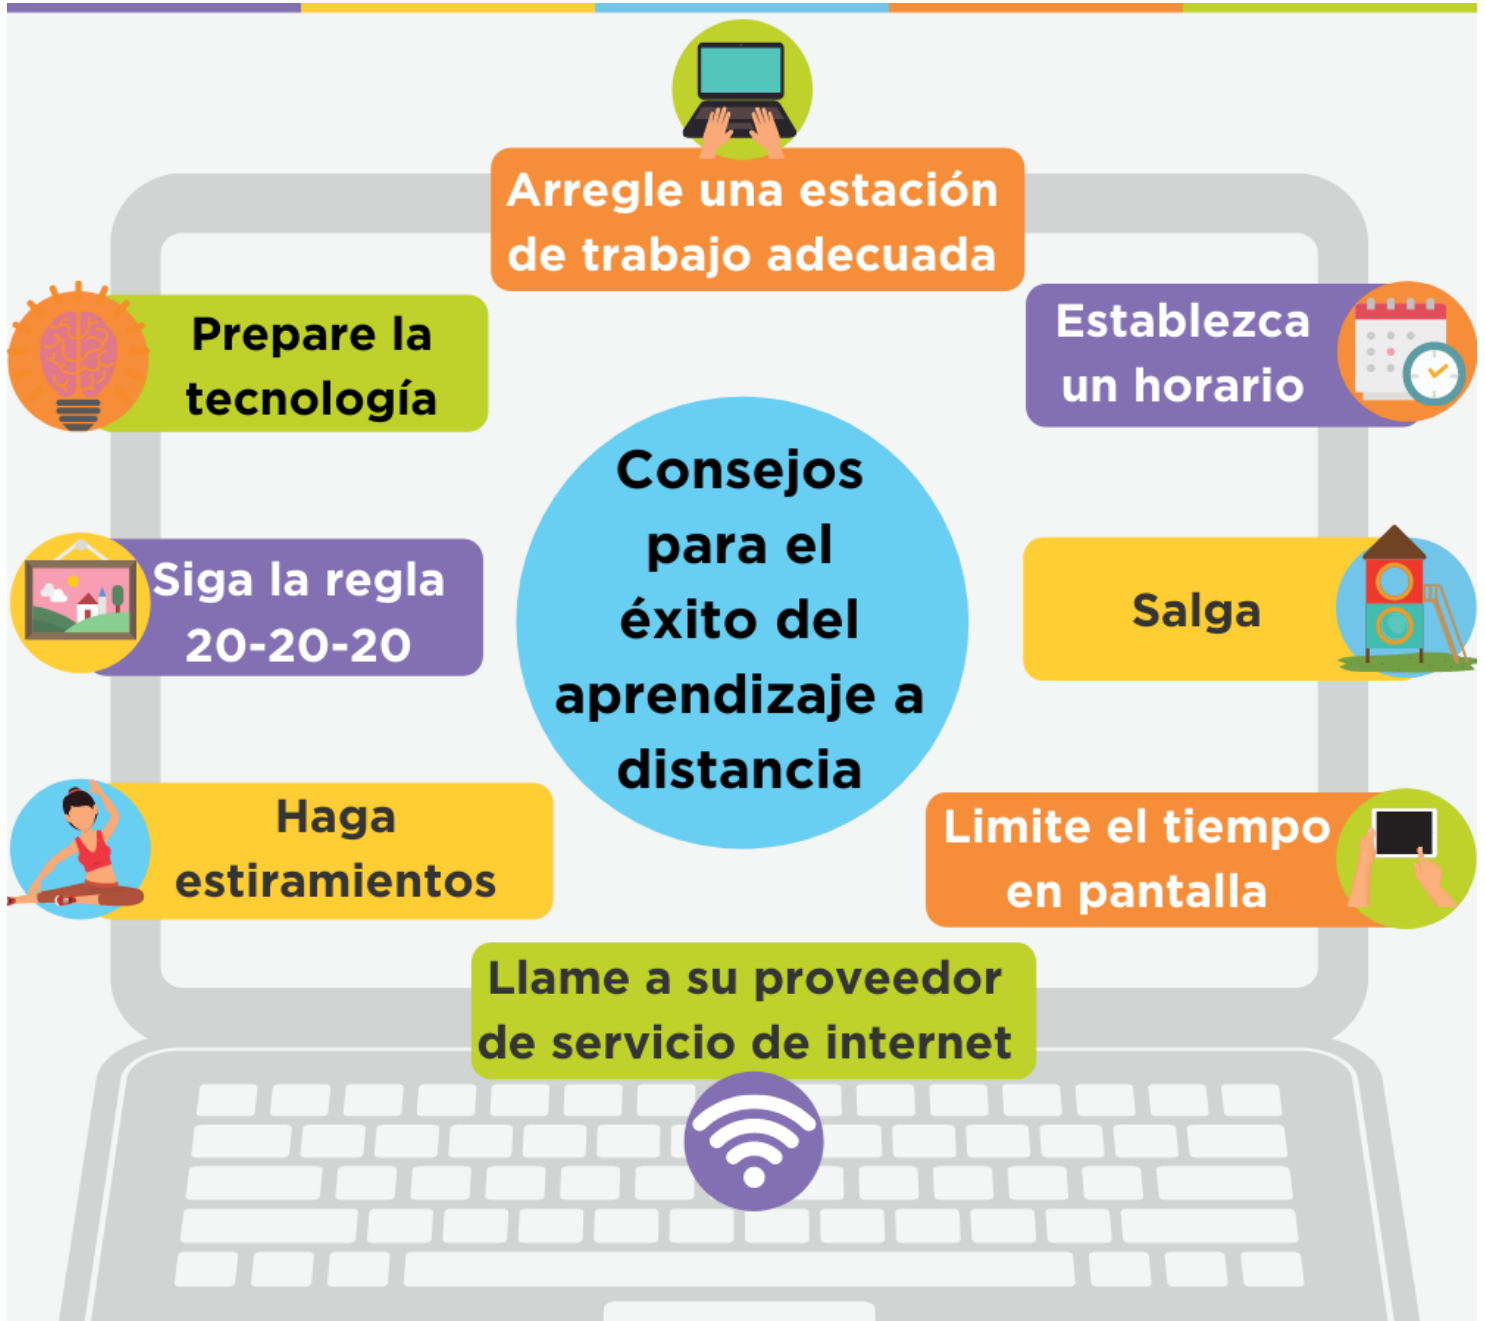 Arregle una estación
de trabajo adecuada
Prepare la
tecnología
Establezca
un horario
Consejos
para el
éxito del
aprendizaje a
distancia
Siga la regla
20-20-20
Salga
Haga
estiramientos
Limite el tiempo
en pantalla
Llame a su proveedor
de servicio de internet